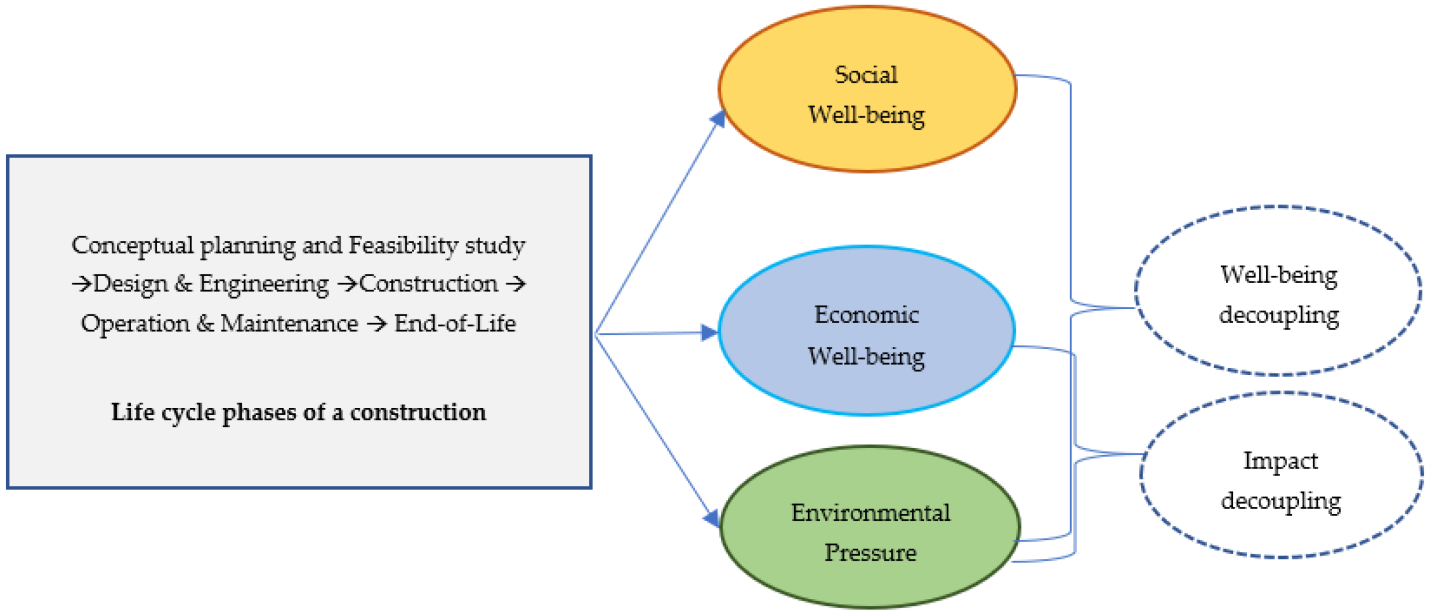 Conceptual planning and Feasibility study
→Design & Engineering →Construction →
Operation & Maintenance → End-of-Life
Life cycle phases of a construction
Social
Well-being
Economic
Well-being
Environmental
Pressure
Well-being
decoupling
Impact
decoupling